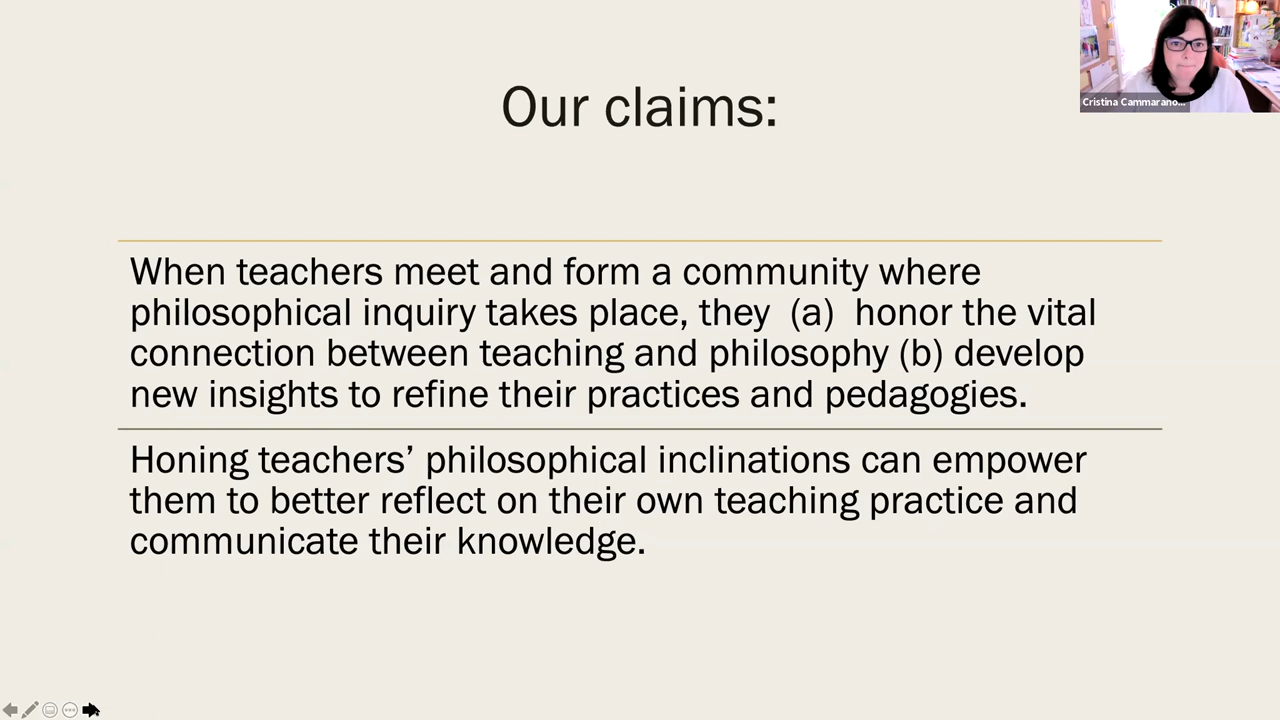 Our claims:
Cristina Cammarano...
When teachers meet and form a community where
philosophical inquiry takes place, they (a) honor the vital
connection between teaching and philosophy (b) develop
new insights to refine their practices and pedagogies.
Honing teachers’ philosophical inclinations can empower
them to better reflect on their own teaching practice and
communicate their knowledge.